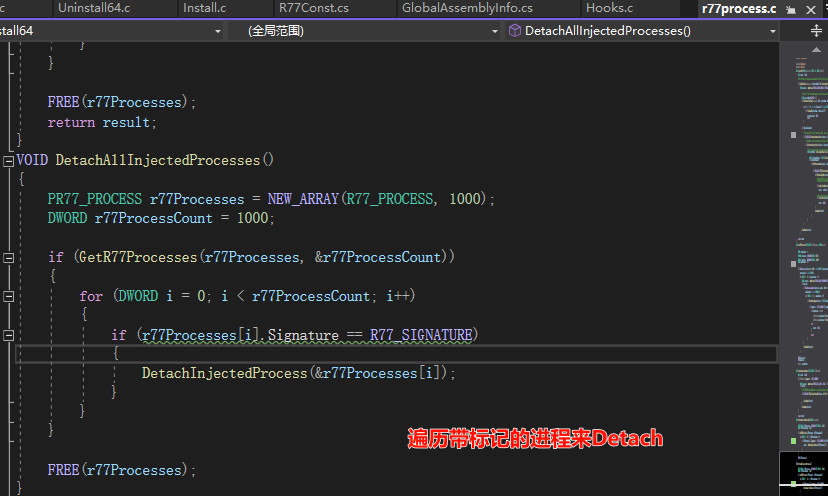 .c Uninstall64.c Install.c R77Const.c GlobalAssemblyInfo.cs Hooks.c r77process.c
stall64 (全局范围) DetachAllInjectedProcesses()
}
}
FREE(r77Processes);
return result;
}
VOID DetachAllInjectedProcesses()
{
PR77_PROCESS r77Processes = NEW_ARRAY(R77_PROCESS, 1000);
DWORD r77ProcessCount = 1000;
if (GetR77Processes(r77Processes, &r77ProcessCount))
{
for (DWORD i = 0; i < r77ProcessCount; i++)
{
if (r77Processes[i].Signature == R77_SIGNATURE)
{
DetachInjectedProcess(&r77Processes[i]);
}
}
}
遍历带标记的进程来Detach
FREE(r77Processes);
}